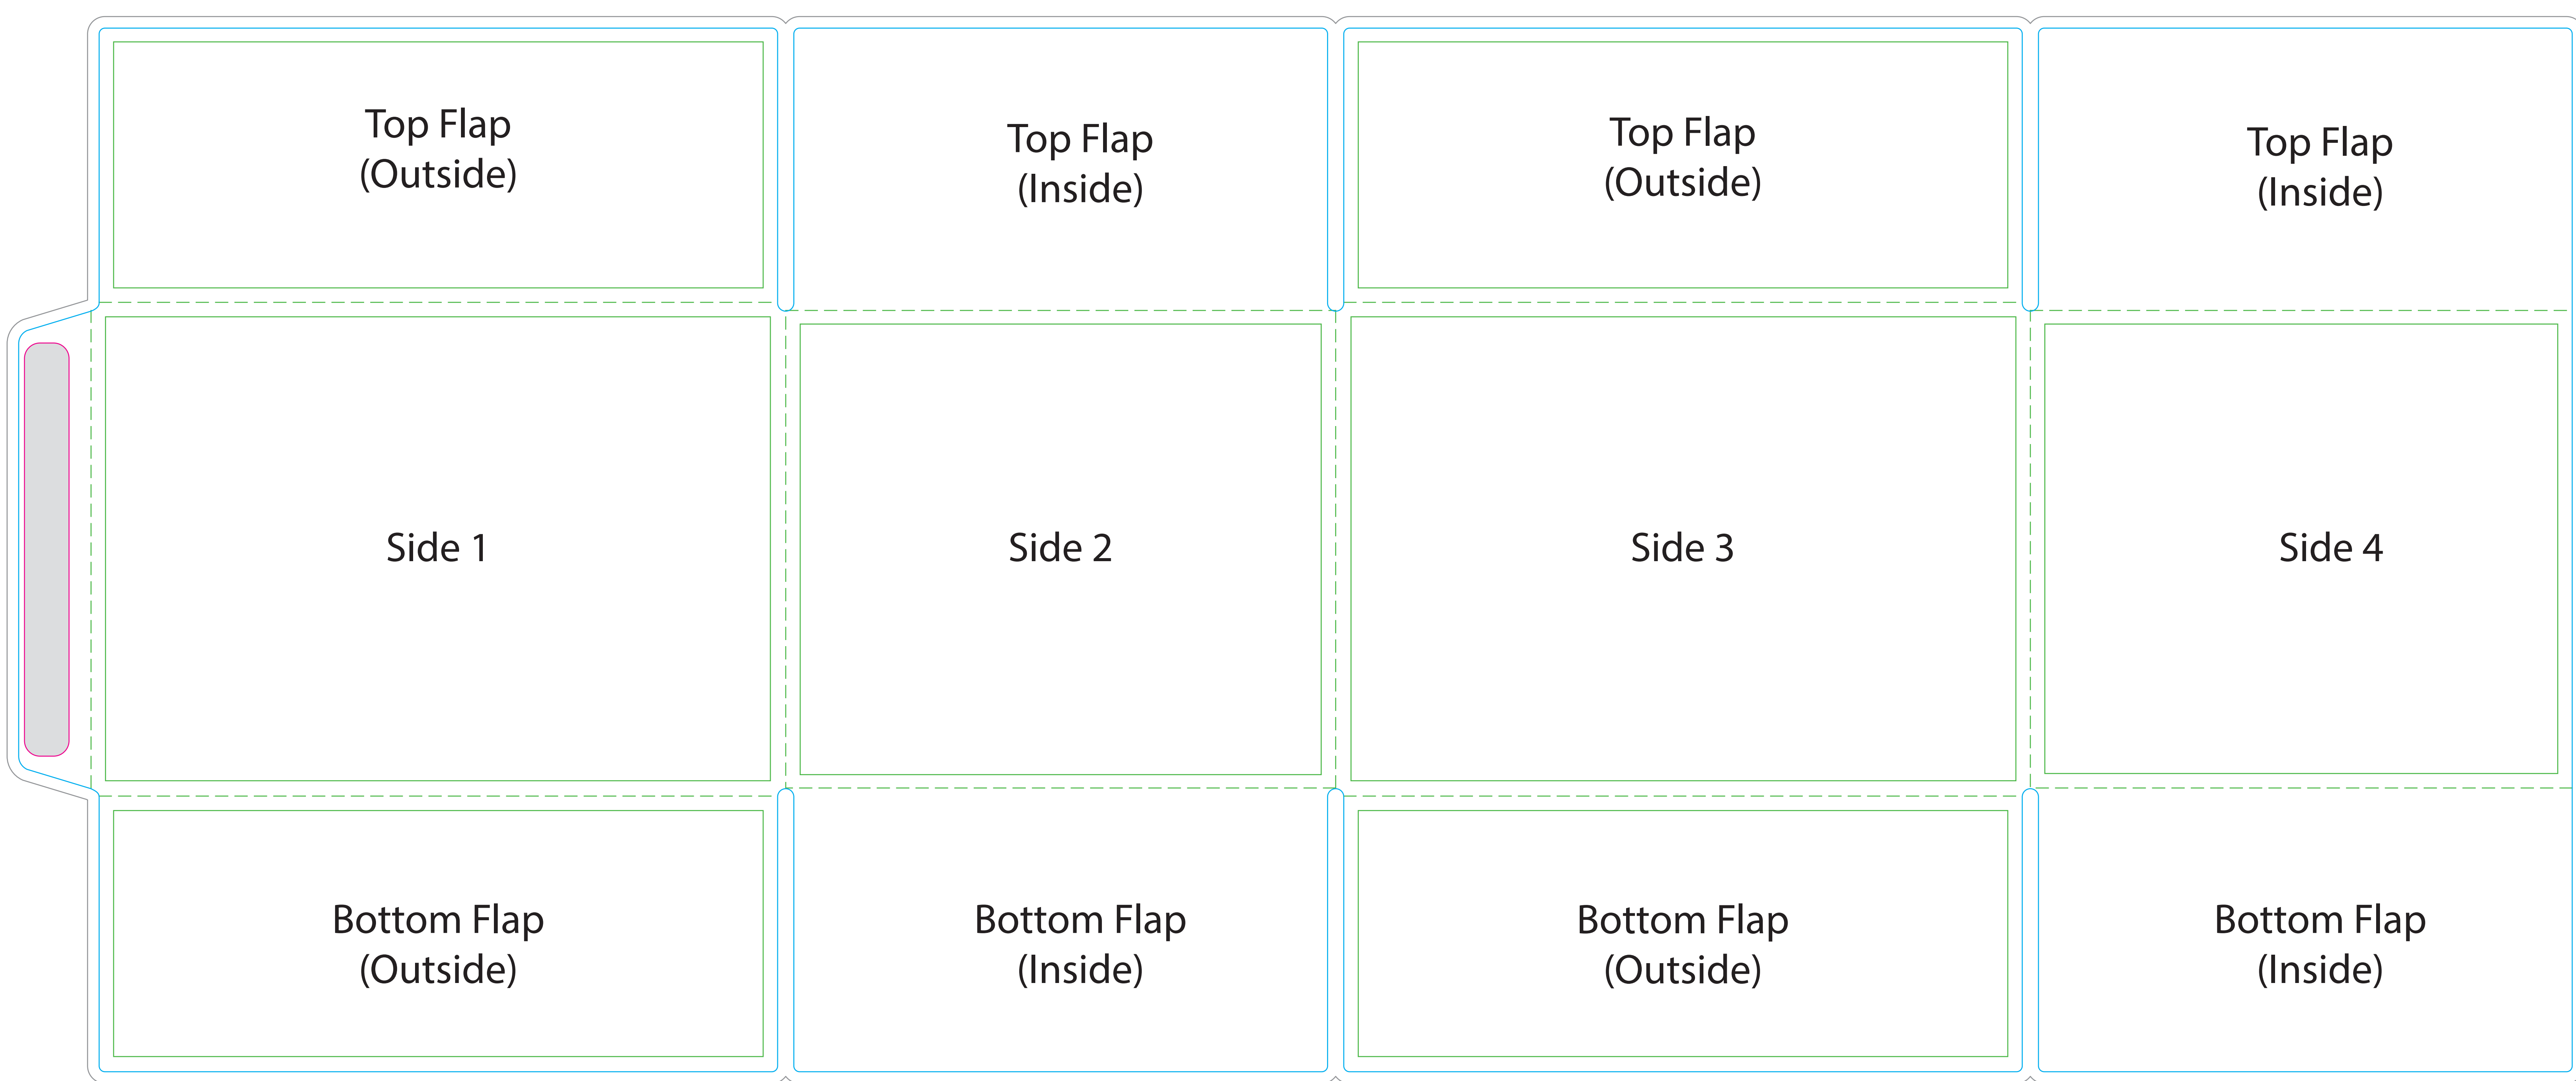 Top Flap
(Outside)
Top Flap
(Inside)
Top Flap
(Outside)
Top Flap
(Inside)
Side 1
Side 2
Side 3
Side 4
Bottom Flap
(Outside)
Bottom Flap
(Inside)
Bottom Flap
(Outside)
Bottom Flap
(Inside)